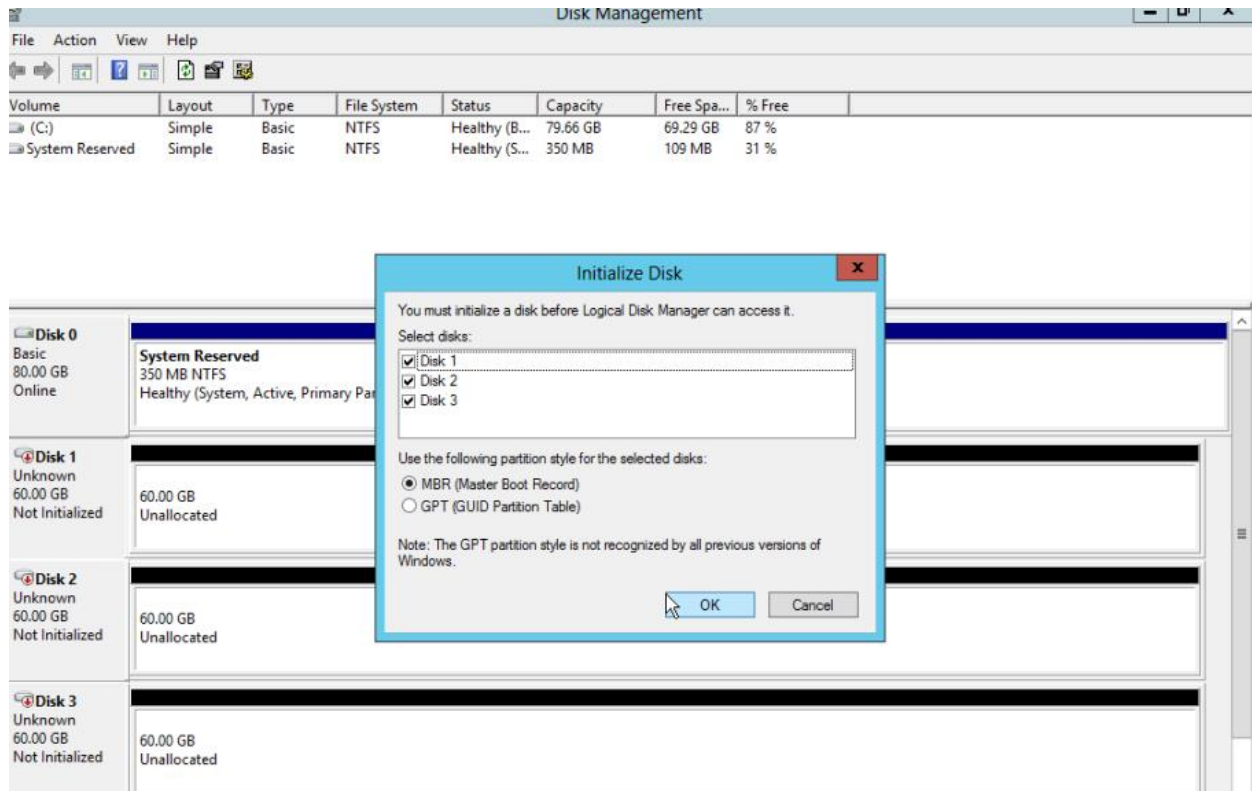 Disk Management
File Action View Help
Volume Layout Type File System Status Capacity Free Spa... % Free
(C:) Simple Basic NTFS Healthy (B... 79.66 GB 69.29 GB 87 %
System Reserved Simple Basic NTFS Healthy (S... 350 MB 109 MB 31 %
Initialize Disk
You must initialize a disk before Logical Disk Manager can access it.
Select disks:
Disk 1
Disk 2
Disk 3
Use the following partition style for the selected disks:
MBR (Master Boot Record)
GPT (GUID Partition Table)
Note: The GPT partition style is not recognized by all previous versions of
Windows.
OK Cancel
Disk 0
Basic
80.00 GB
Online
System Reserved
350 MB NTFS
Healthy (System, Active, Primary Par
Disk 1
Unknown
60.00 GB
Not Initialized
60.00 GB
Unallocated
Disk 2
Unknown
60.00 GB
Not Initialized
60.00 GB
Unallocated
Disk 3
Unknown
60.00 GB
Not Initialized
60.00 GB
Unallocated